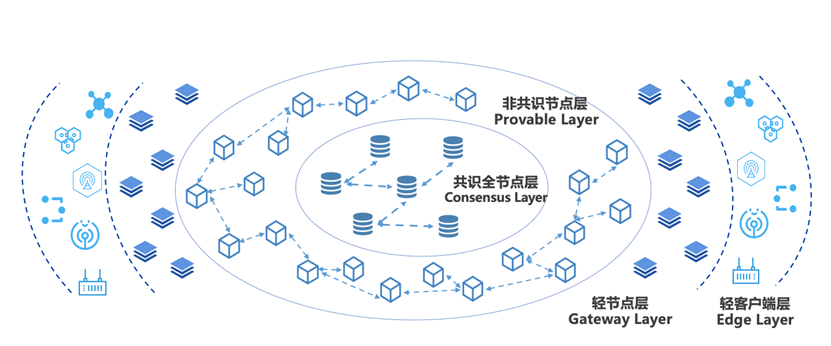 非共识节点层
Provable Layer
共识全节点层
Consensus Layer
轻节点层
Gateway Layer
轻客户端层
Edge Layer